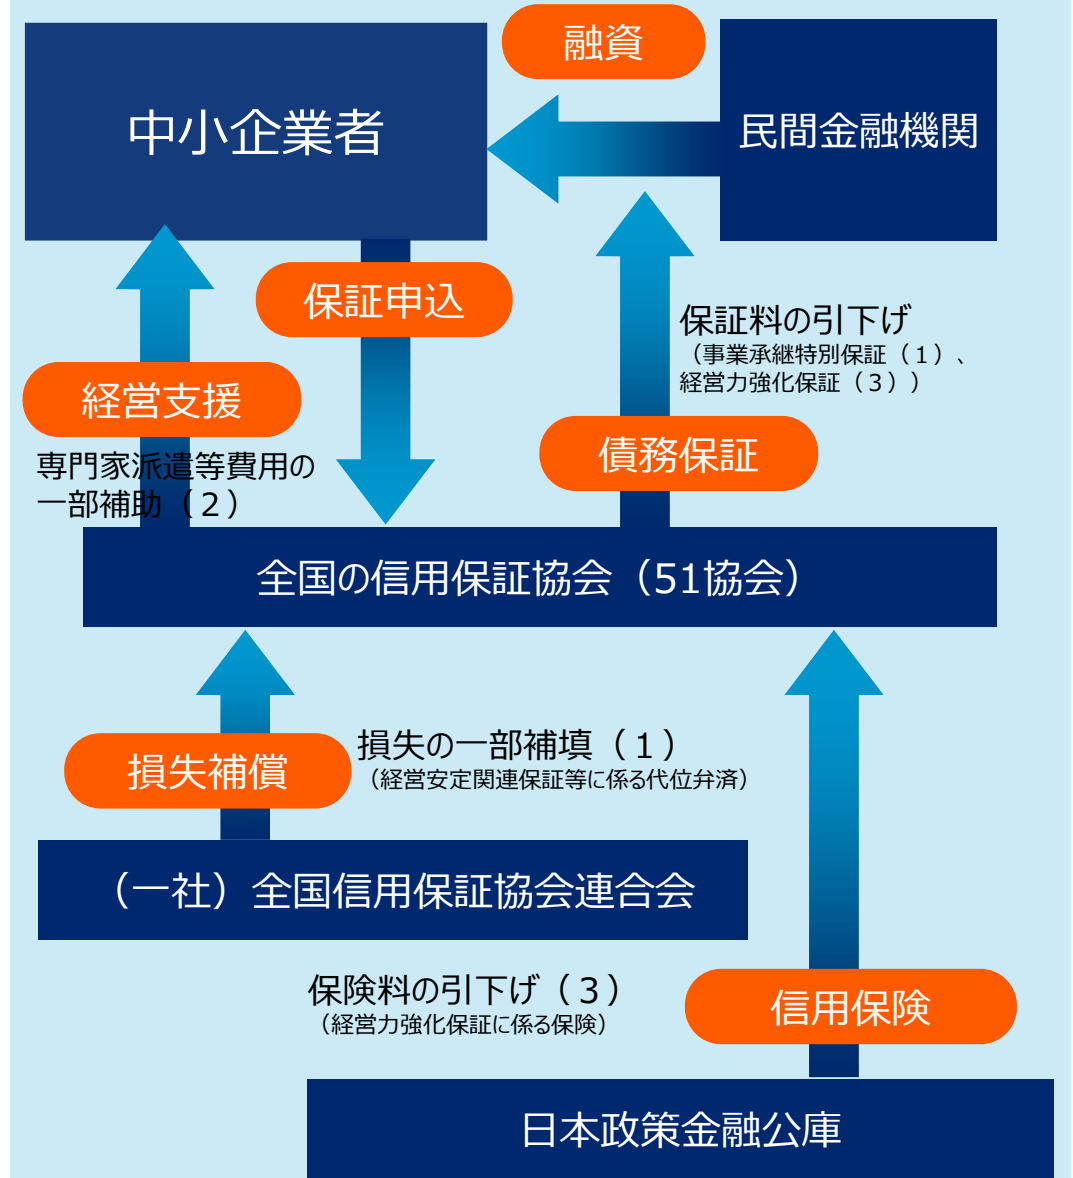 融資
中小企業者
民間金融機関
保証申込
保証料の引下げ
（事業承継特別保証（１）、
経営力強化保証（３））
経営支援
債務保証
専門家派遣等費用の
一部補助（２）
全国の信用保証協会（51協会）
損失補償
損失の一部補填（１）
（経営安定関連保証等に係る代位弁済）
（一社）全国信用保証協会連合会
保険料の引下げ（３）
（経営力強化保証に係る保険）
信用保険
日本政策金融公庫